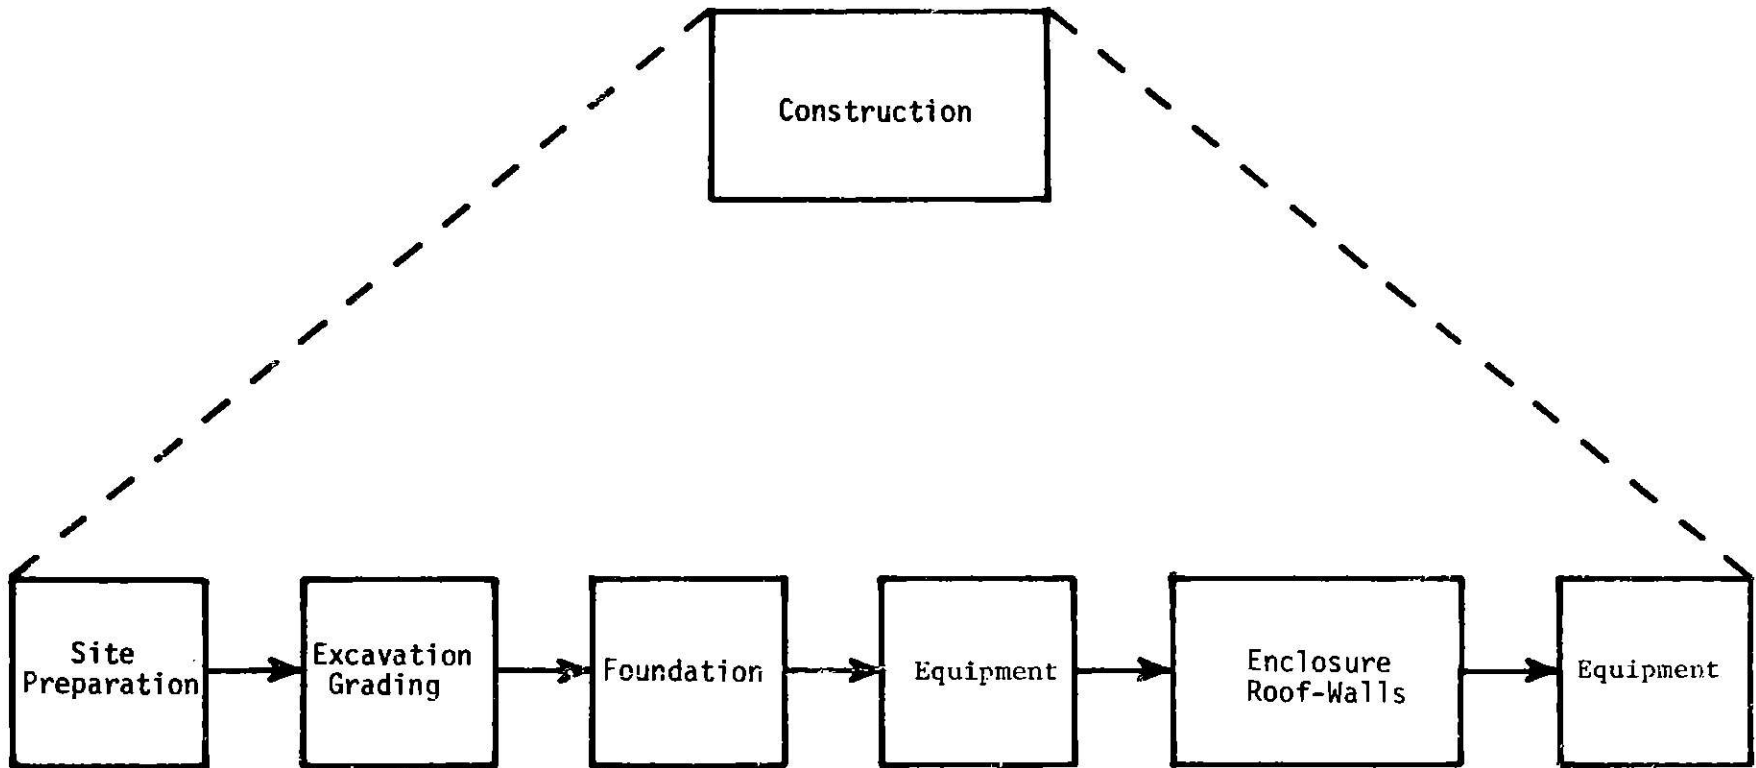 Construction
Site
Preparation
Excavation
Grading
Foundation
Equipment
Enclosure
Roof-Walls
Equipment